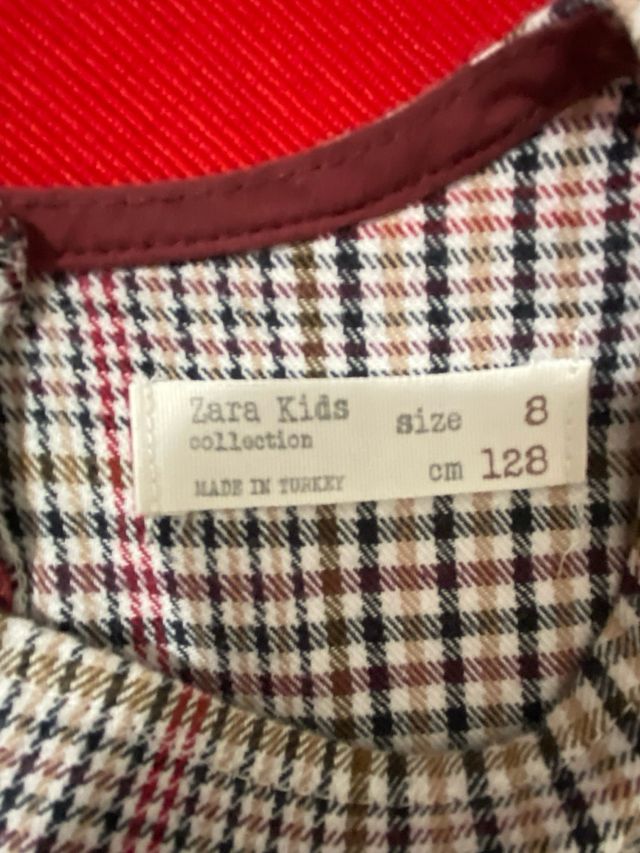 Zara Kids size 8
collection
MADE IN TURKEY cm 128